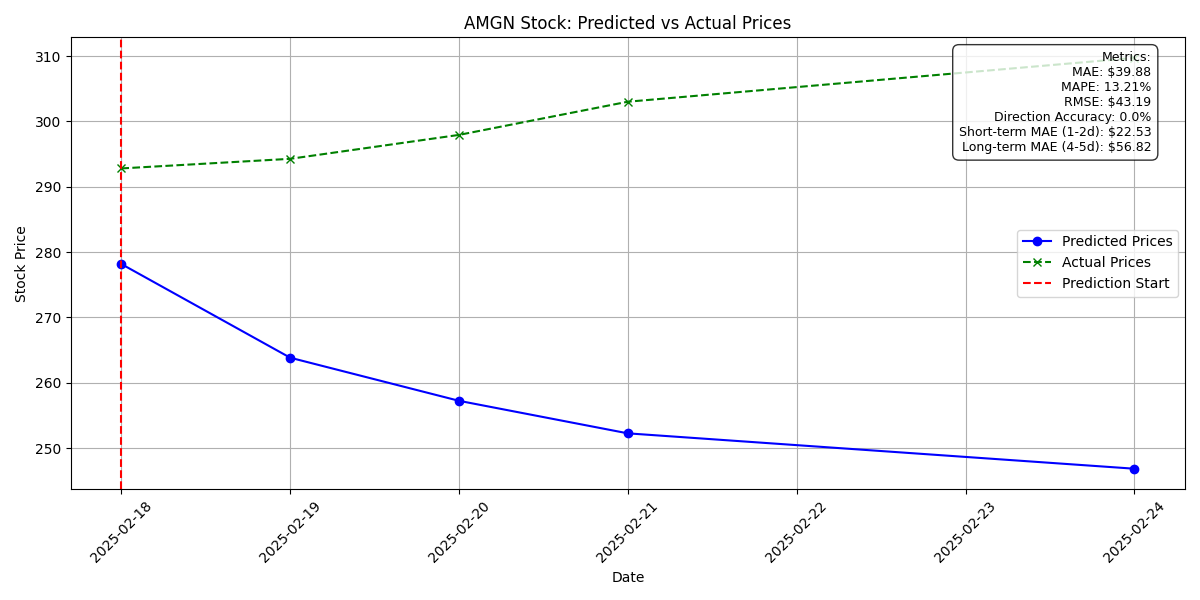 AMGN Stock: Predicted vs Actual Prices
Metrics:
MAE: $39.88
MAPE: 13.21%
RMSE: $43.19
Direction Accuracy: 0.0%
Short-term MAE (1-2d): $22.53
Long-term MAE (4-5d): $56.82
Predicted Prices
Actual Prices
Prediction Start
Stock Price
310
300
290
280
270
260
250
2025-02-18
2025-02-19
2025-02-20
2025-02-21
2025-02-22
2025-02-23
2025-02-24
Date